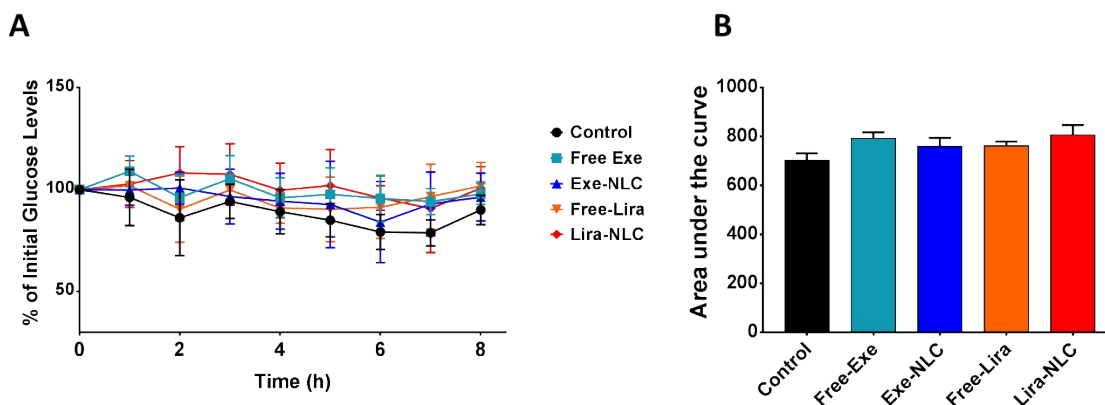 A
% of Initial Glucose Levels
150
100
50
0
2
4
6
8
Time (h)
Control
Free Exe
Exe-NLC
Free-Lira
Lira-NLC
B
Area under the curve
1000
800
600
400
200
0
Control
Free-Exe
Exe-NLC
Free-Lira
Lira-NLC